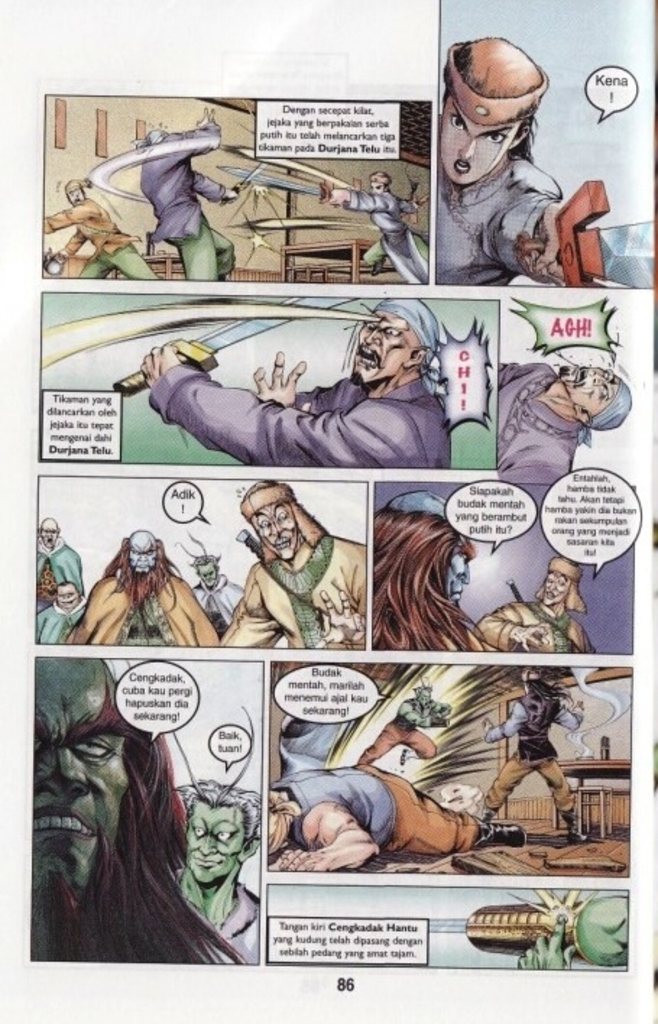 Dengan secepat kilat,
jejaka yang berpakaian serba
putih itu telah melancarkan tiga
tikaman pada Durjana Telu itu.
Kena
!
Tikaman yang
dilancarkan oleh
jejaka itu tepat
mengenai dahi
Durjana Telu.
CHI!
AGH!
Adik
!
Siapakah
budak mentah
yang berambut
putih itu?
Entahlah,
hamba tidak
tahu. Akan tetapi
hamba yakin dia bukan
rakan sekumpulan
orang yang menjadi
sasaran kita
itu!
Cengkadak,
cuba kau pergi
hapuskan dia
sekarang!
Baik,
tuan!
Budak
mentah, marilah
menemui ajal kau
sekarang!
Tangan kiri Cengkadak Hantu
yang kudung telah dipasang dengan
sebilah pedang yang amat tajam.
86